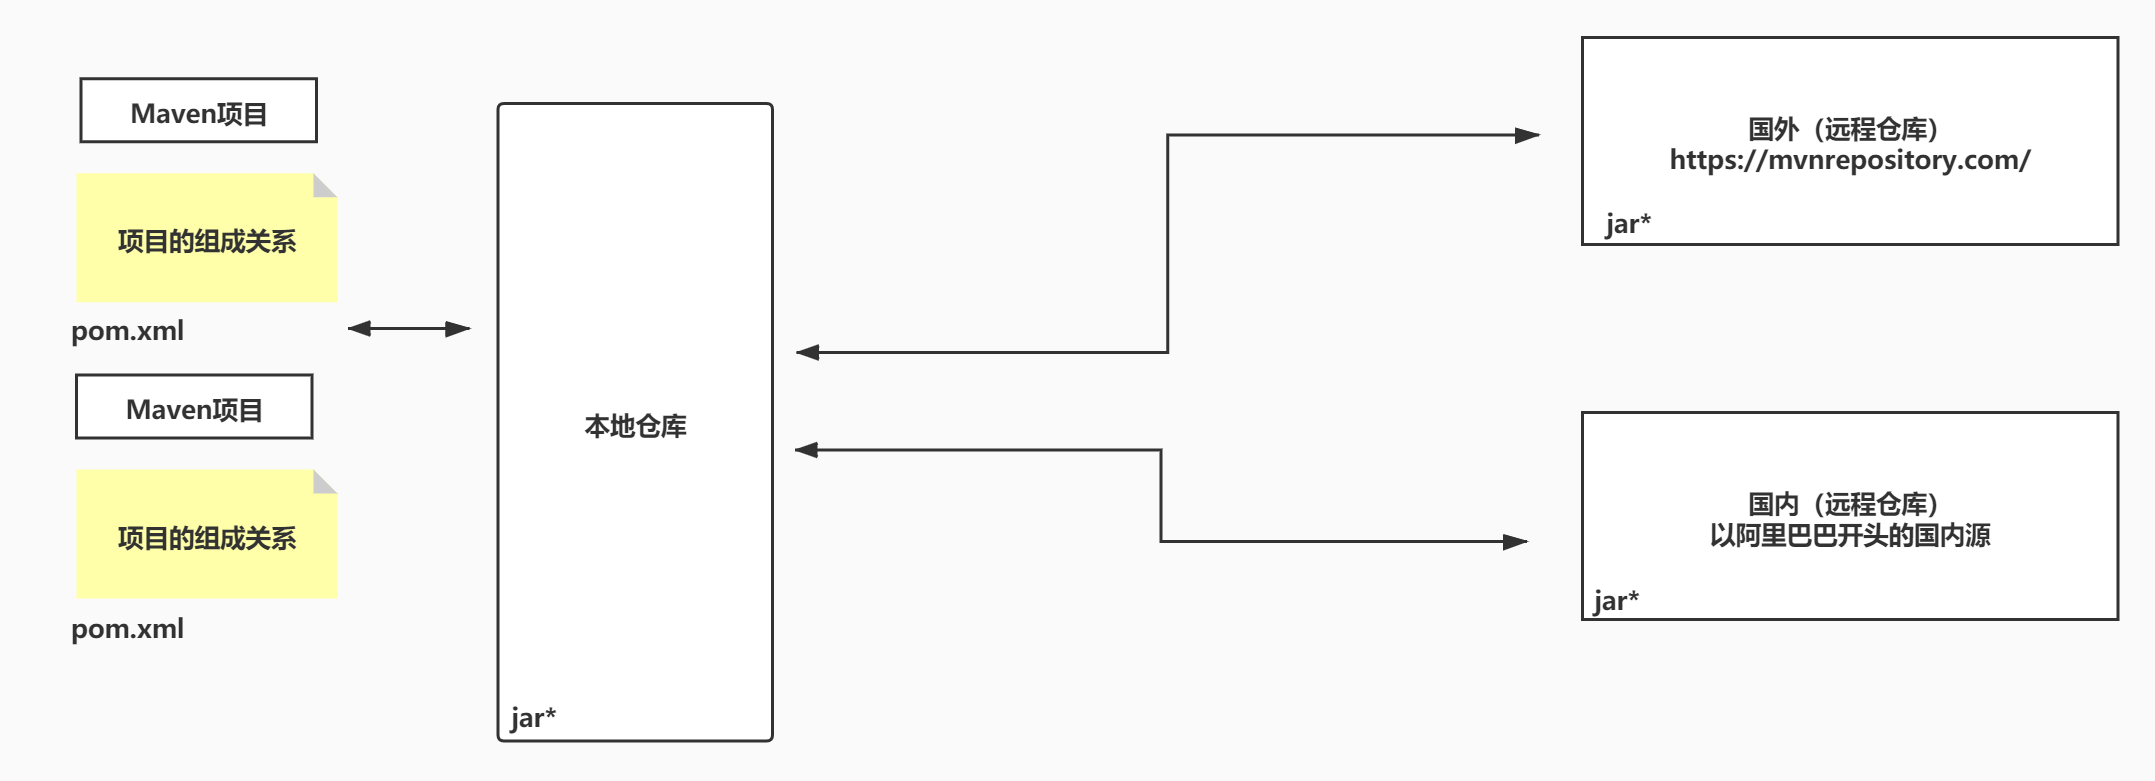 Maven项目
项目的组成关系
pom.xml
Maven项目
项目的组成关系
pom.xml
本地仓库
jar*
国外（远程仓库）
https://mvnrepository.com/
jar*
国内（远程仓库）
以阿里巴巴开头的国内源
jar*